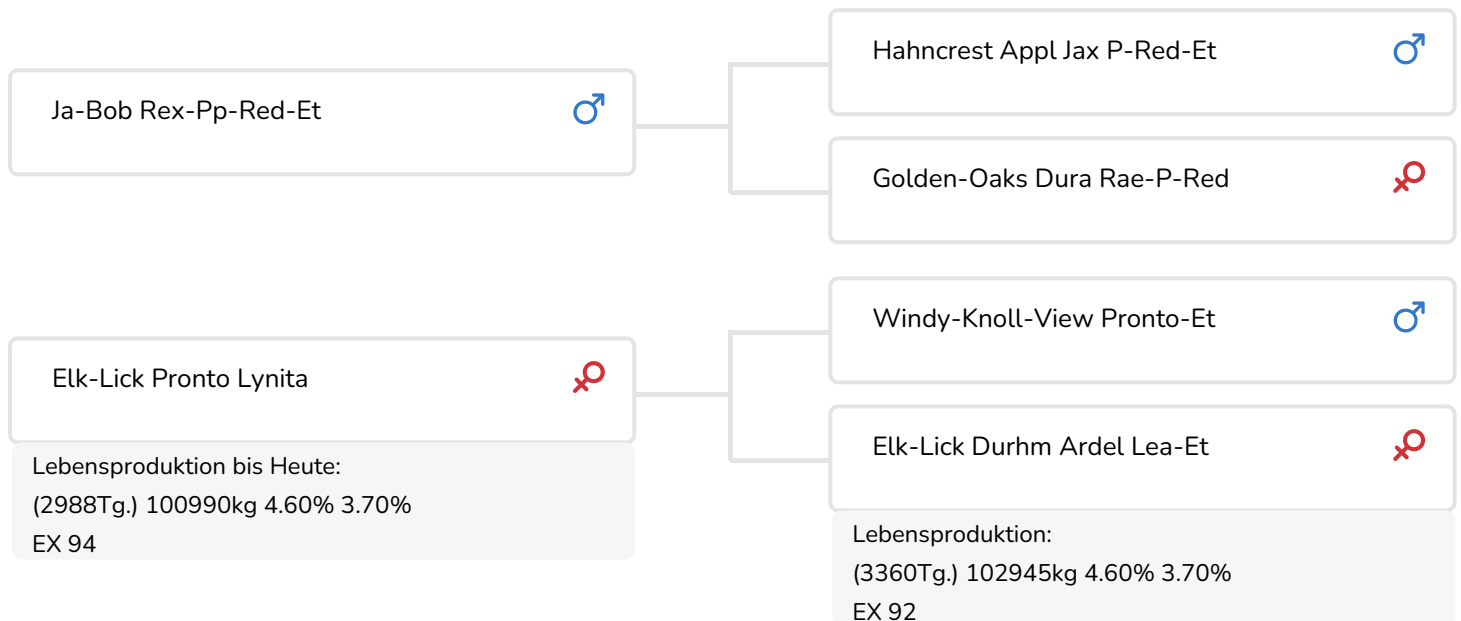 Ja-Bob Rex-Pp-Red-Et
Hahncrest Appl Jax P-Red-Et
Golden-Oaks Dura Rae-P-Red
Elk-Lick Pronto Lynita
Lebensproduktion bis Heute:
(2988Tg.) 100990kg 4.60% 3.70%
EX 94
Windy-Knoll-View Pronto-Et
Elk-Lick Durhm Ardel Lea-Et
Lebensproduktion:
(3360Tg.) 102945kg 4.60% 3.70%
EX 92